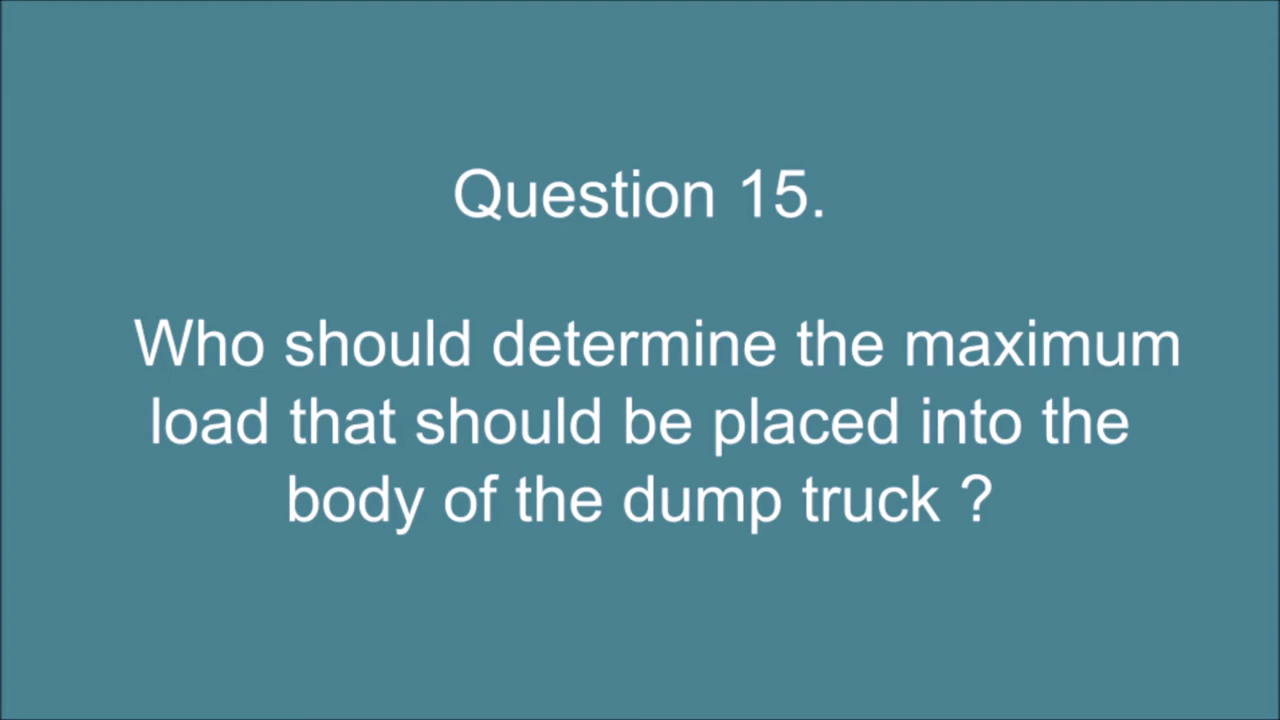 Question 15.
Who should determine the maximum
load that should be placed into the
body of the dump truck ?